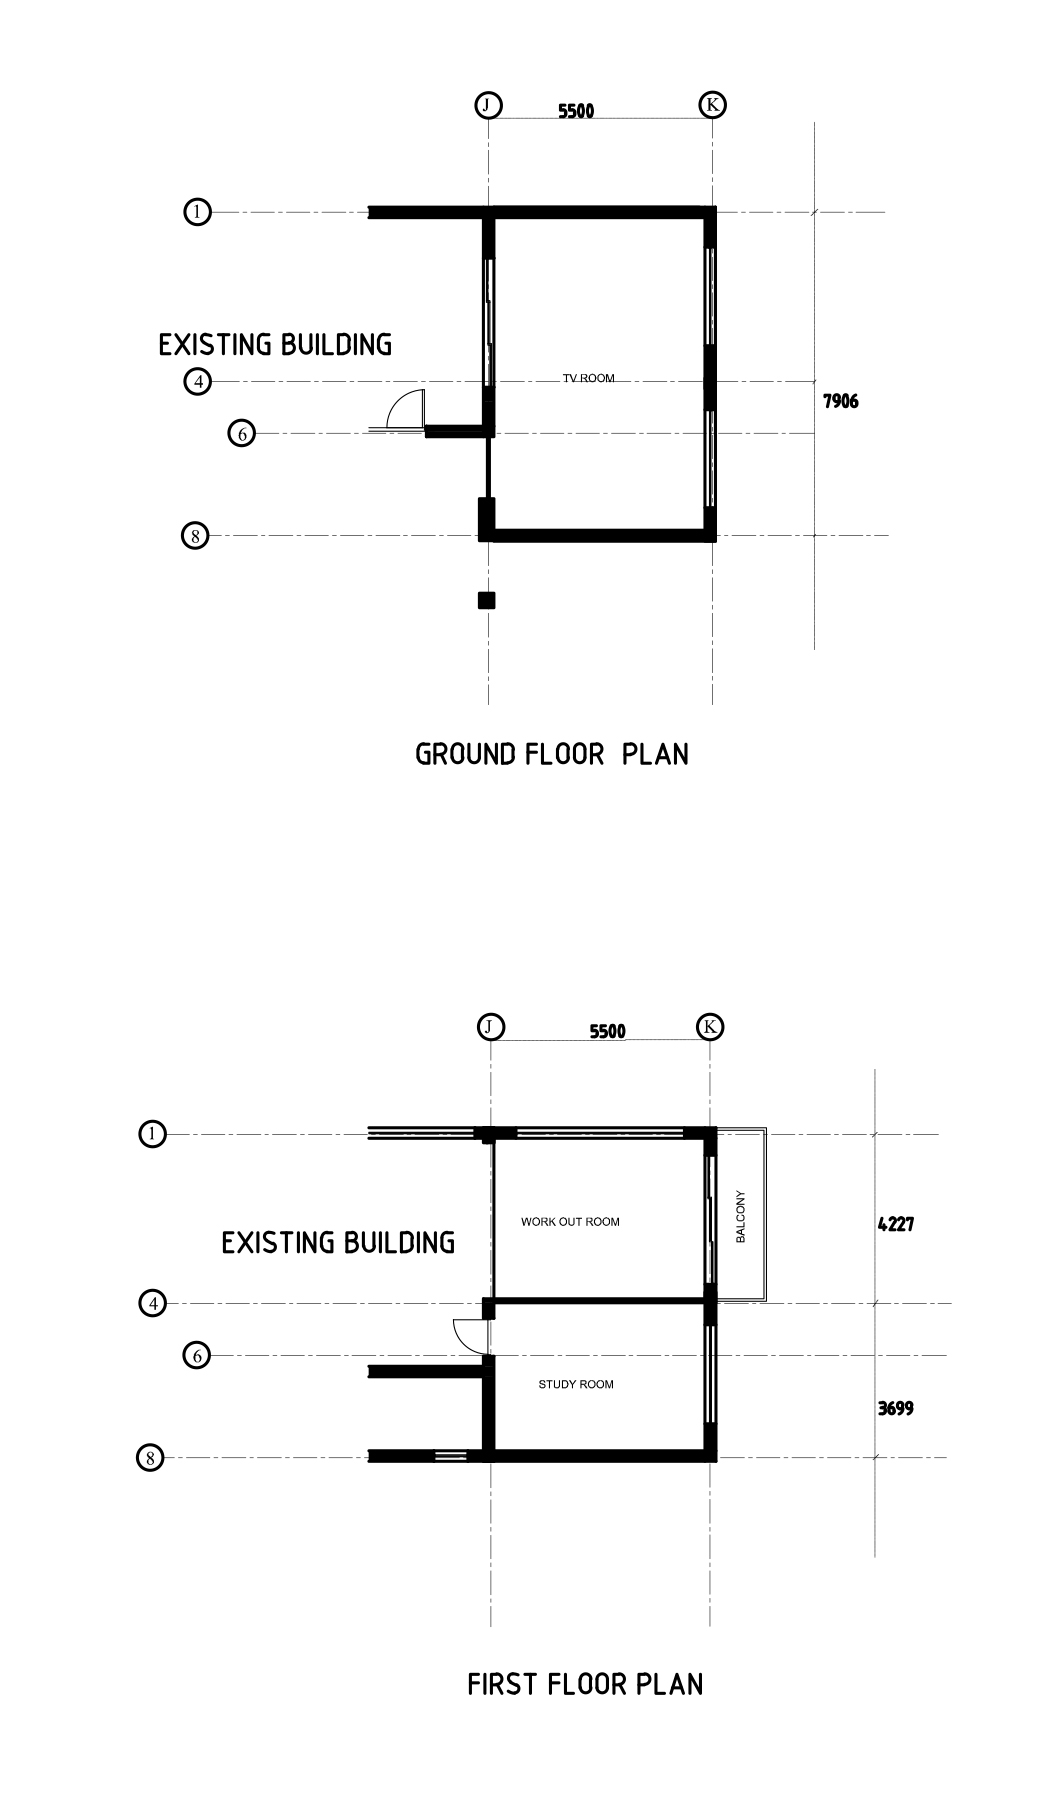 J
5500
K
1
EXISTING BUILDING
4
TV ROOM
7906
6
8
GROUND FLOOR PLAN
J
5500
K
1
WORK OUT ROOM
BALCONY
4227
EXISTING BUILDING
4
6
STUDY ROOM
3699
8
FIRST FLOOR PLAN